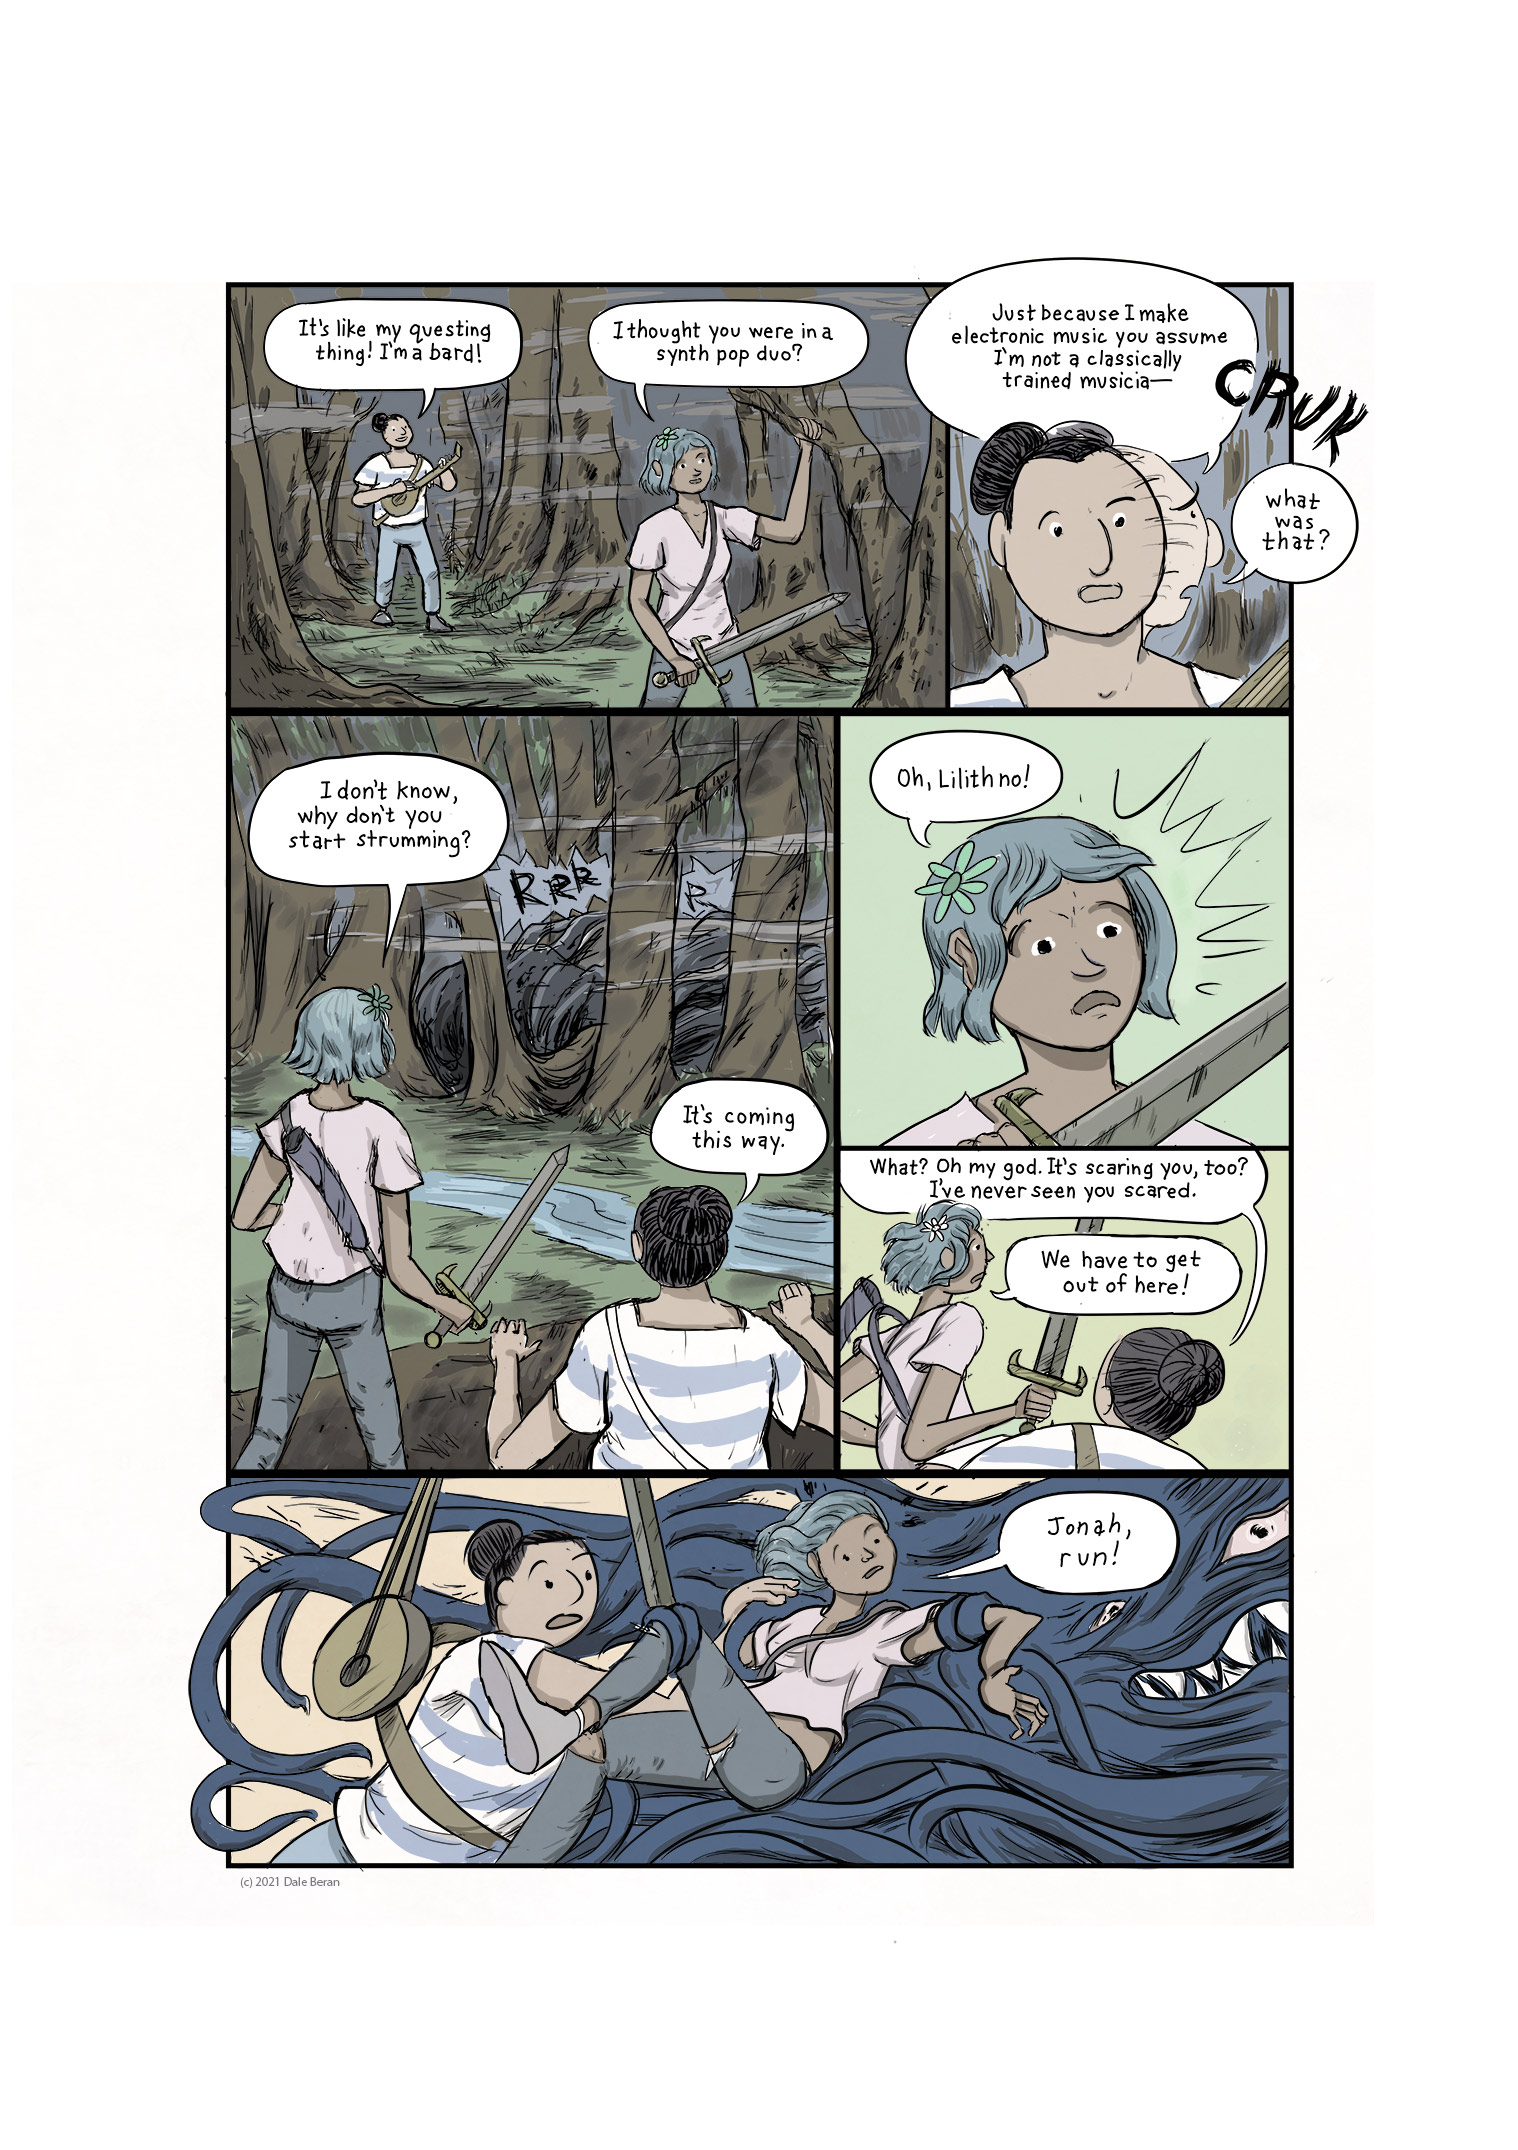 It's like my questing
thing! I'm a bard!
I thought you were in a
synth pop duo?
Just because I make
electronic music you assume
I'm not a classically
trained musicia—
CRUK
what
was
that?
I don't know,
why don't you
start strumming?
RRR
R
It's coming
this way.
Oh, Lilith no!
What? Oh my god. It's scaring you, too?
I've never seen you scared.
We have to get
out of here!
Jonah,
run!
(c) 2021 Dale Beran